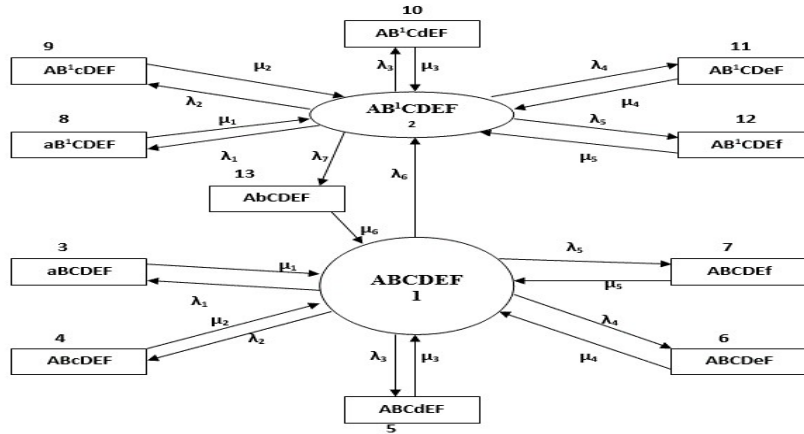 10
AB¹CdEF
9
AB¹cDEF
μ₂
λ₂
λ₃
μ₃
λ₄
μ₄
11
AB¹CDeF
8
aB¹CDEF
μ₁
λ₁
AB¹CDEF
2
λ₅
μ₅
12
AB¹CDEf
λ₇
λ₆
13
AbCDEF
μ₆
3
aBCDEF
μ₁
λ₁
ABCDEF
1
λ₅
μ₅
7
ABCDEf
4
ABcDEF
μ₂
λ₂
λ₃
μ₃
λ₄
μ₄
6
ABCDeF
ABCdEF
5